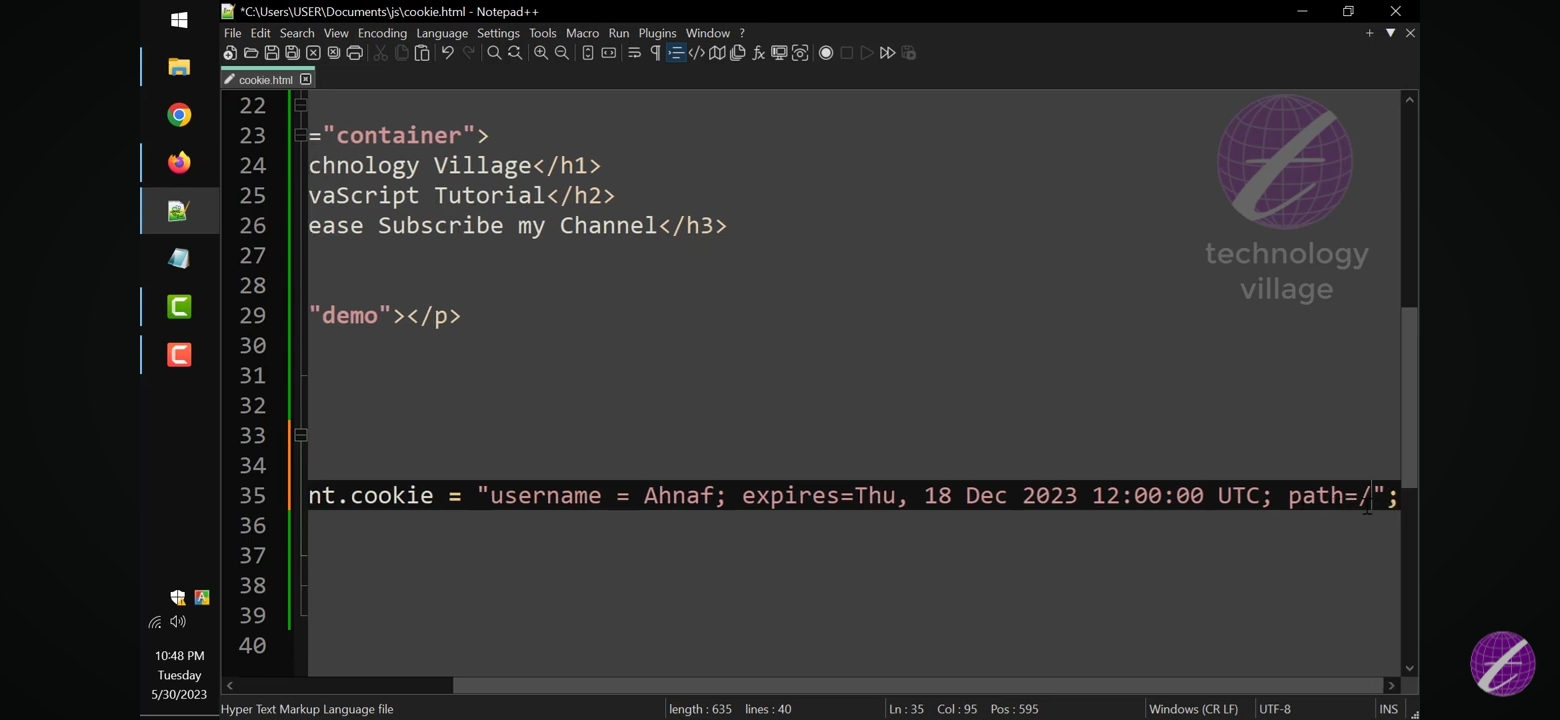 *C:\Users\USER\Documents\js\cookie.html - Notepad++
File Edit Search View Encoding Language Settings Tools Macro Run Plugins Window ?
cookie.html
22
23 ="container">
24 chnology Village</h1>
25 vaScript Tutorial</h2>
26 ease Subscribe my Channel</h3>
27
28
29 "demo"></p>
30
31
32
33
34
35 nt.cookie = "username = Ahnaf; expires=Thu, 18 Dec 2023 12:00:00 UTC; path=/";
36
37
38
39
40
technology
village
10:48 PM
Tuesday
5/30/2023
Hyper Text Markup Language file length : 635 lines : 40 Ln : 35 Col : 95 Pos : 595 Windows (CR LF) UTF-8 INS